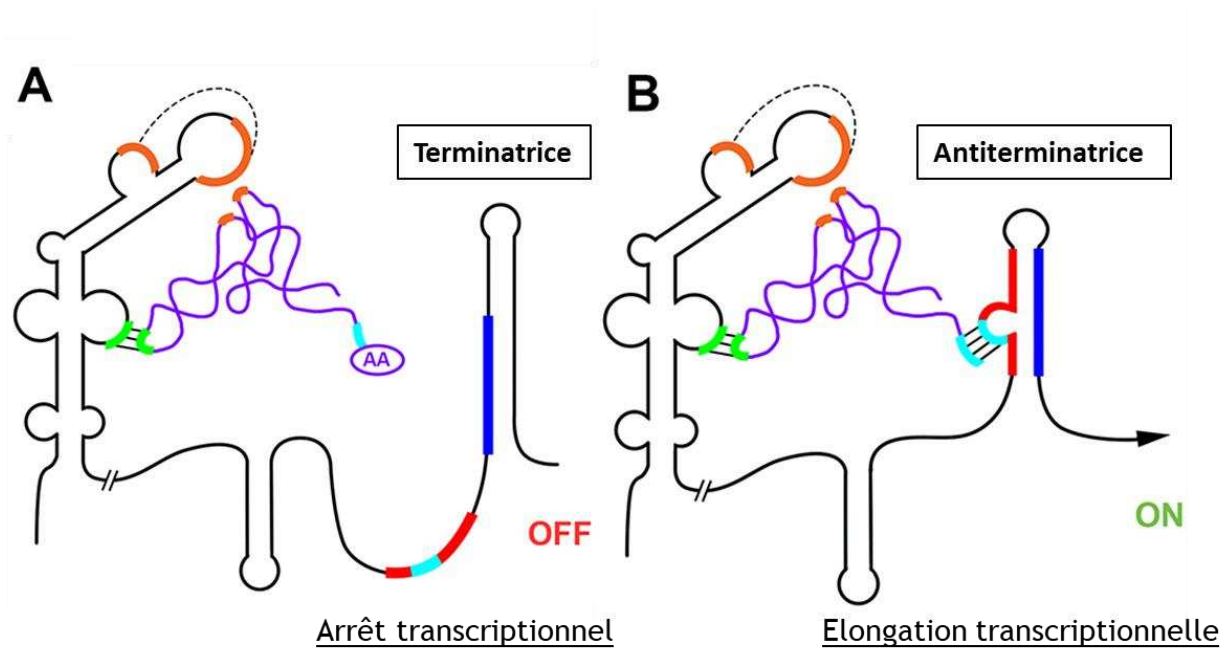 A
Terminatrice
AA
OFF
Arrêt transcriptionnel
B
Antiterminatrice
ON
Elongation transcriptionnelle